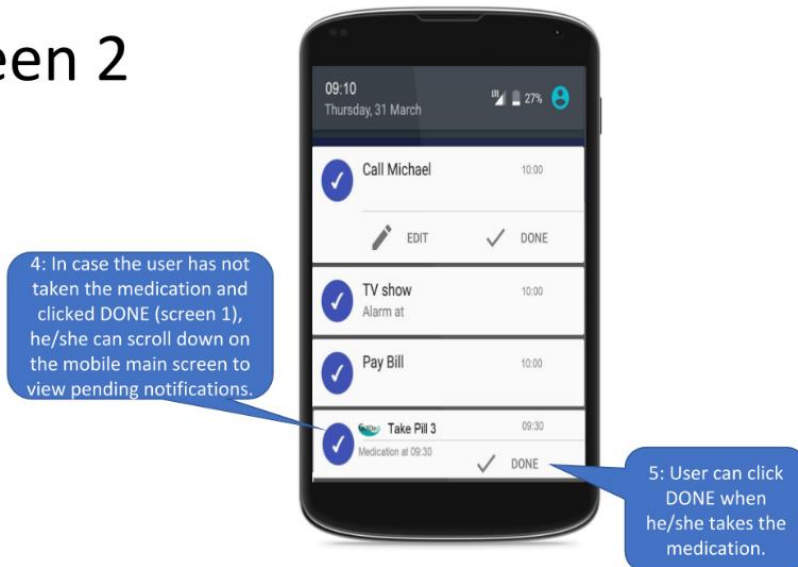 een 2
09:10
27%
Thursday, 31 March
Call Michael 10:00
EDIT DONE
TV show 10:00
Alarm at
Pay Bill 10:00
Take Pill 3 09:30
Medication at 09:30
DONE
4: In case the user has not
taken the medication and
clicked DONE (screen 1),
he/she can scroll down on
the mobile main screen to
view pending notifications.
5: User can click
DONE when
he/she takes the
medication.